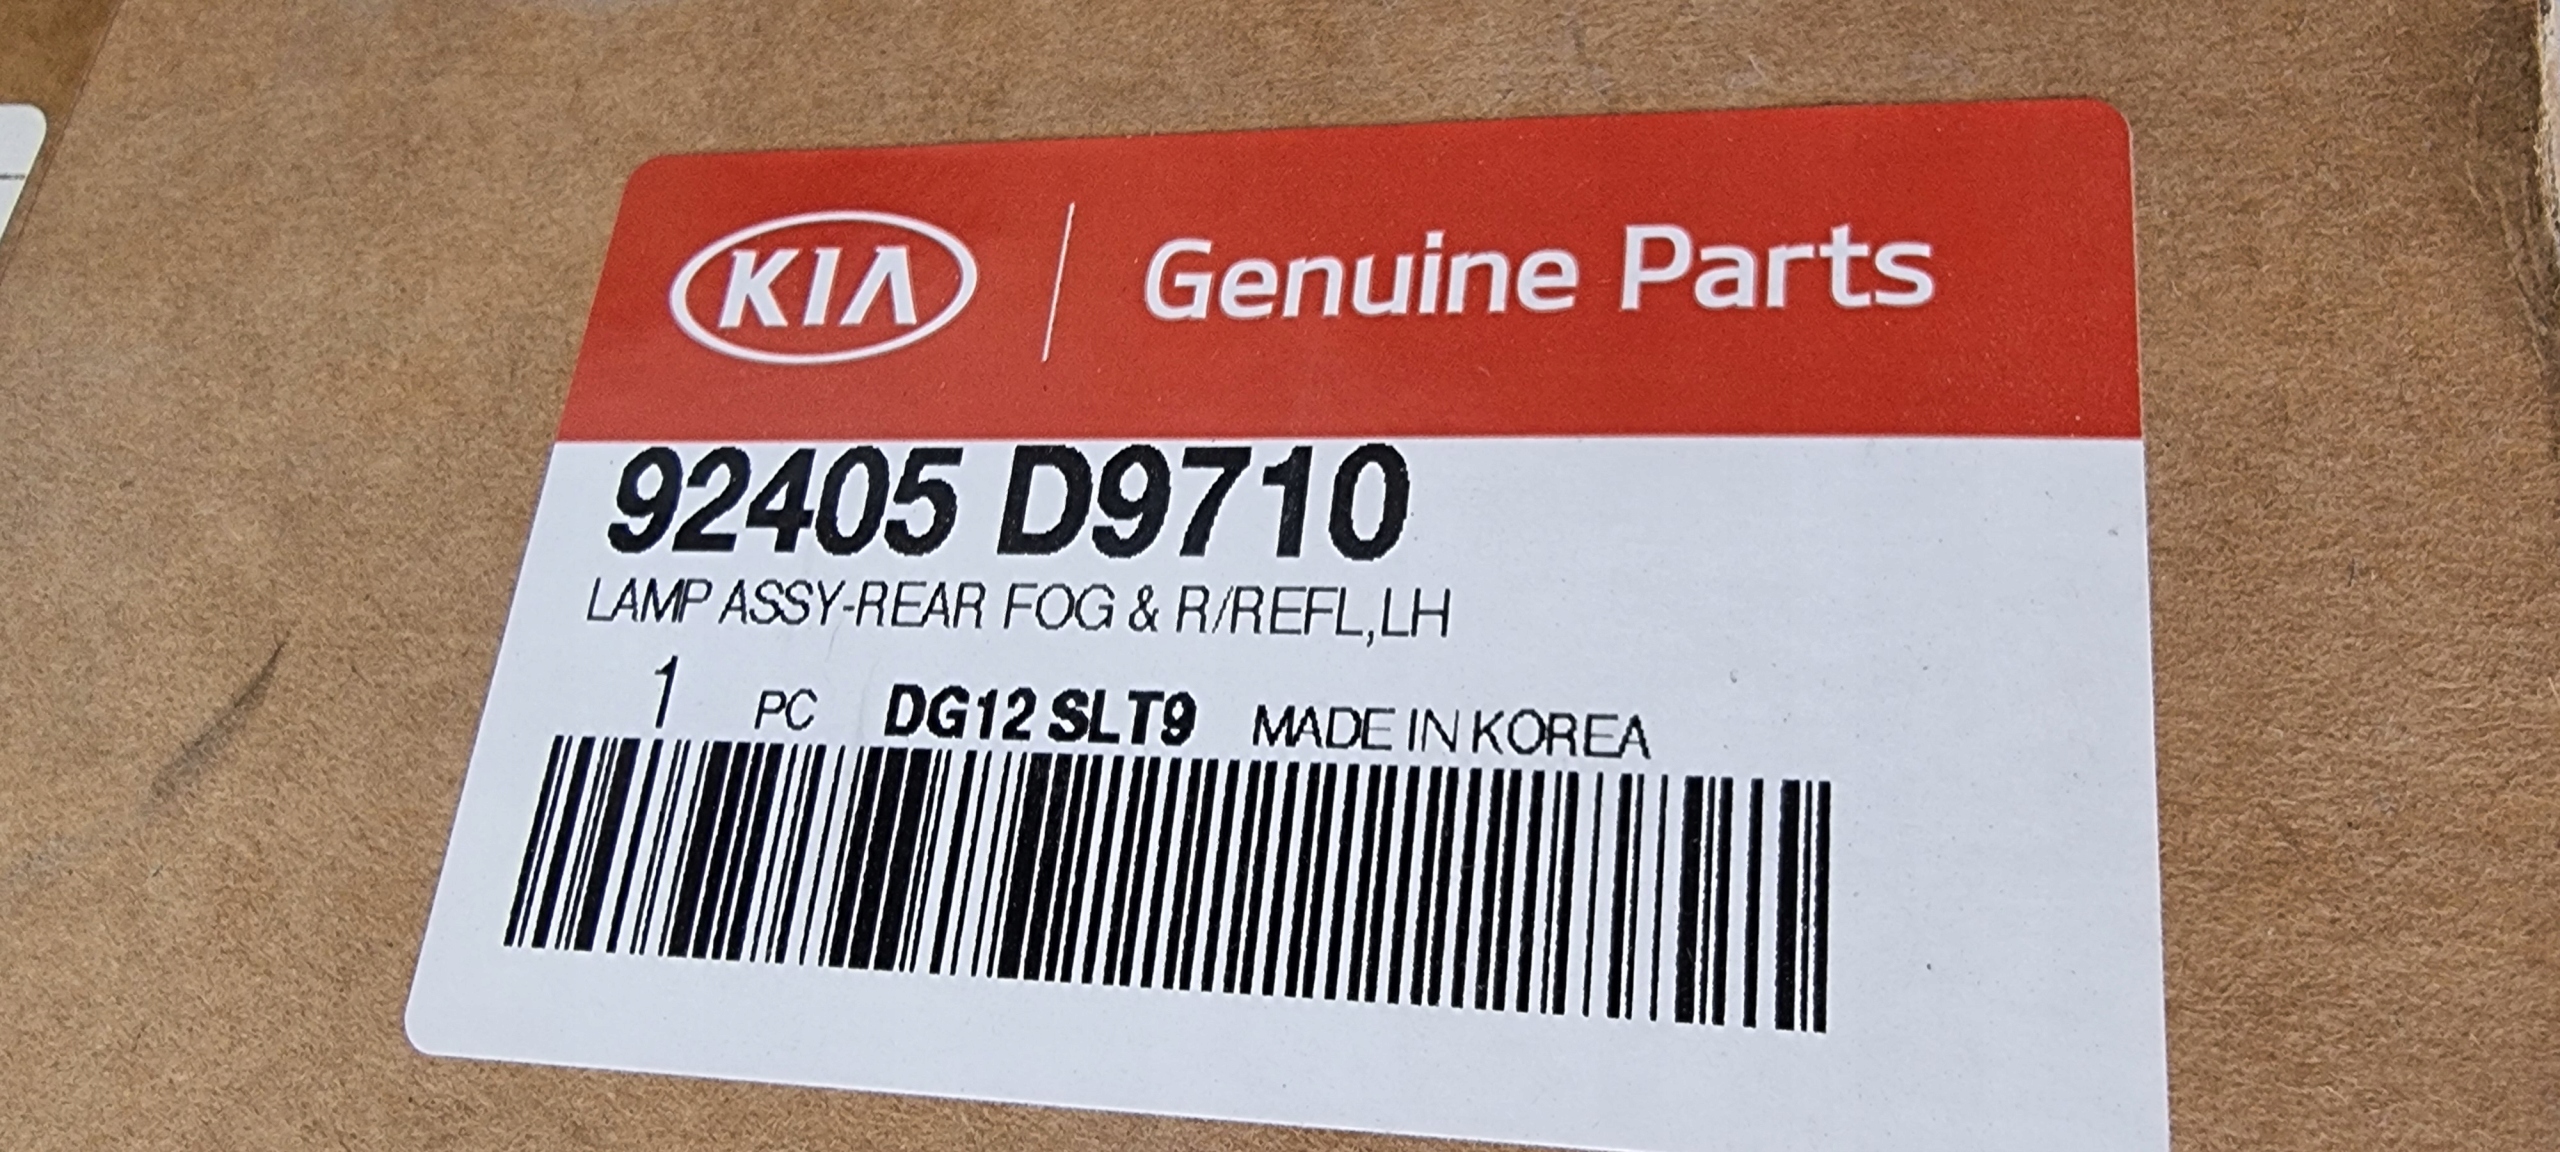 KIA Genuine Parts
92405 D9710
LAMP ASSY-REAR FOG & R/REFL,LH
1 PC DG12 SLT9 MADE IN KOREA